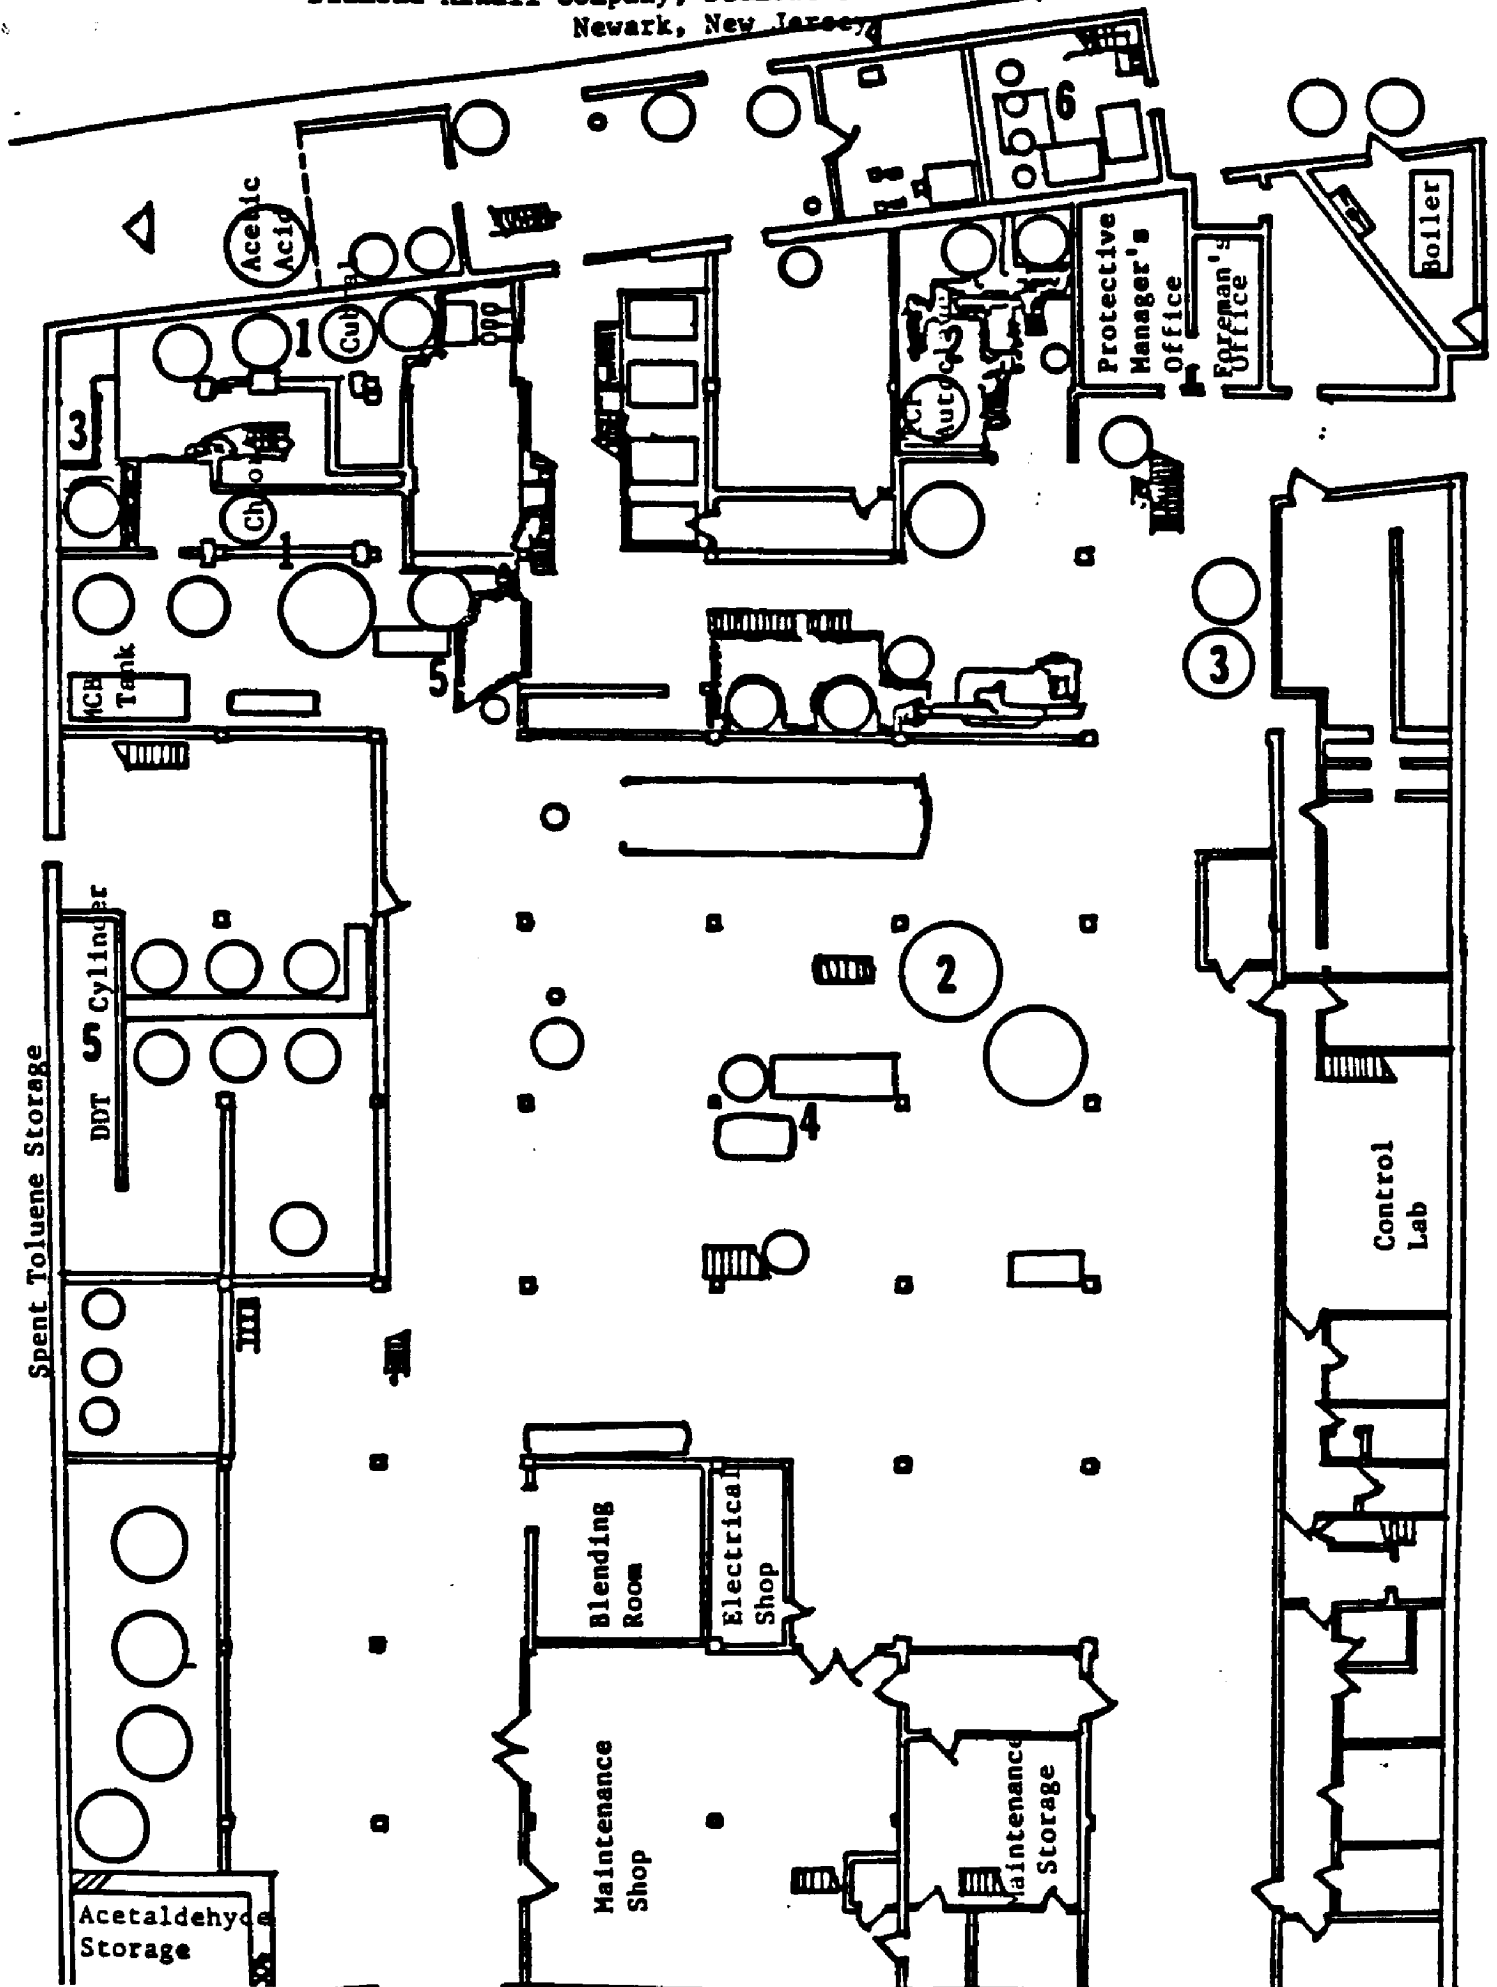 Company,
Newark, New Jersey
6
Acetic
Acid
1
3
1
5
MCB
Tank
2
Autoclave
Protective
Manager's
Office
Foreman's
Office
Boiler
3
DDT 5 Cylinder
Spent Toluene Storage
2
4
Control
Lab
Blending
Room
Electrical
Shop
Maintenance
Shop
Maintenance
Storage
Acetaldehyde
Storage